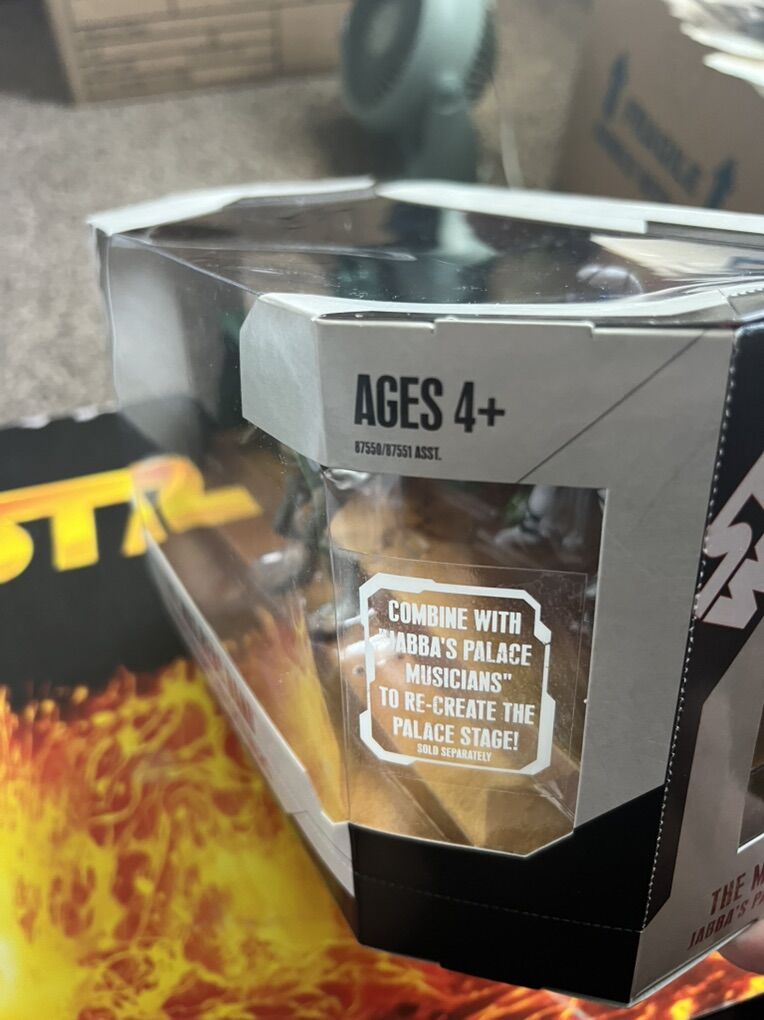 AGES 4+
87550/87551 ASST.
COMBINE WITH
"JABBA'S PALACE
MUSICIANS"
TO RE-CREATE THE
PALACE STAGE!
SOLD SEPARATELY
THE M
JABBA'S PA
ST